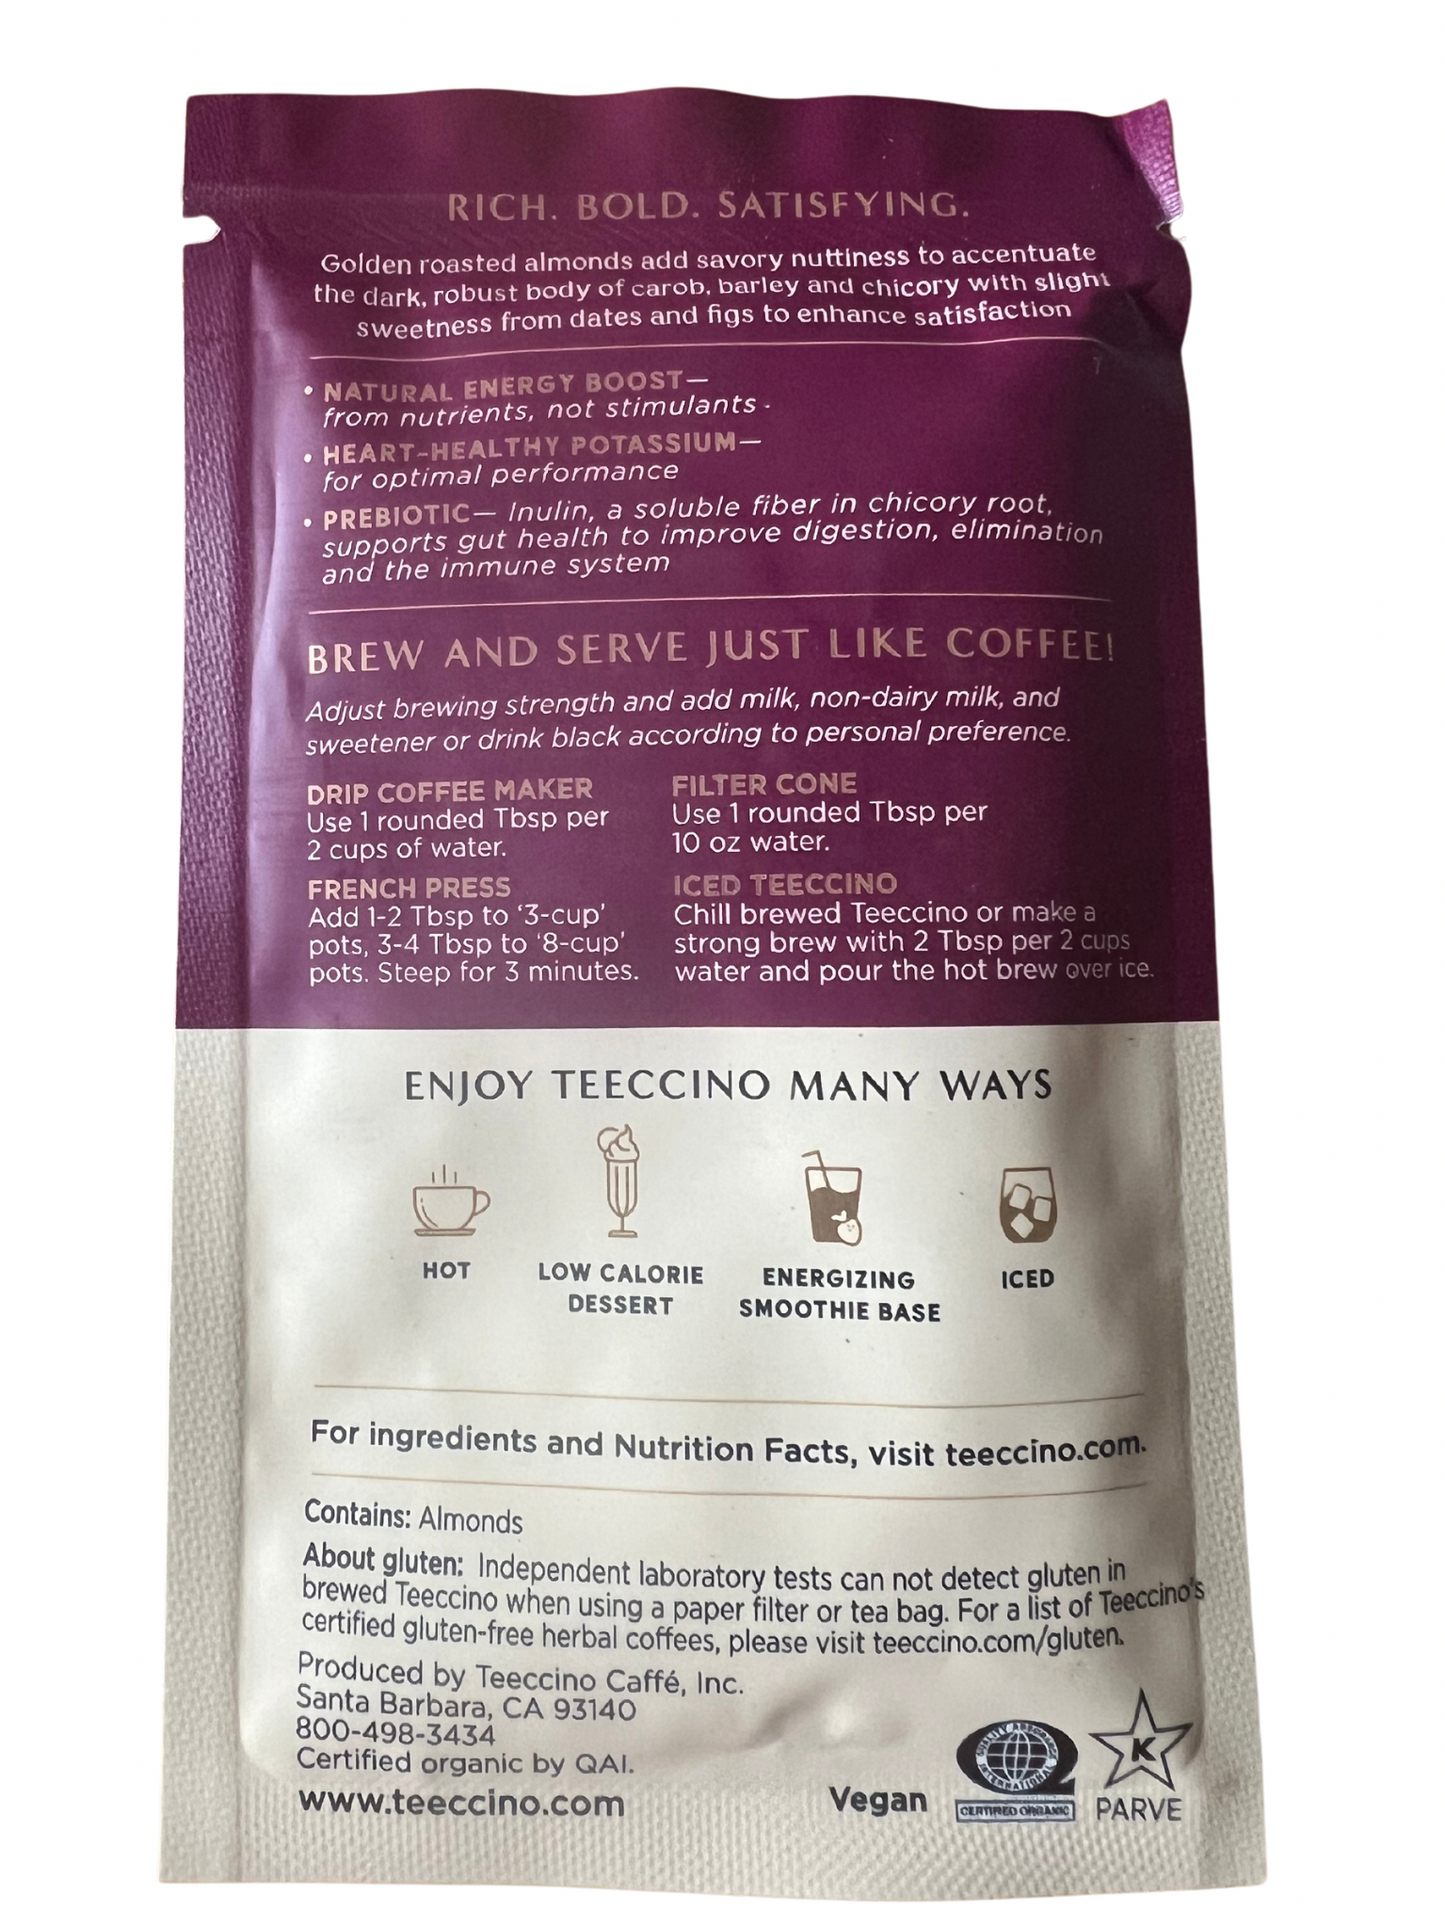 RICH. BOLD. SATISFYING.
Golden roasted almonds add savory nuttiness to accentuate
the dark, robust body of carob, barley and chicory with slight
sweetness from dates and figs to enhance satisfaction
• NATURAL ENERGY BOOST—
from nutrients, not stimulants
• HEART-HEALTHY POTASSIUM—
for optimal performance
• PREBIOTIC— Inulin, a soluble fiber in chicory root,
supports gut health to improve digestion, elimination
and the immune system
BREW AND SERVE JUST LIKE COFFEE!
Adjust brewing strength and add milk, non-dairy milk, and
sweetener or drink black according to personal preference.
DRIP COFFEE MAKER
Use 1 rounded Tbsp per
2 cups of water.
FRENCH PRESS
Add 1-2 Tbsp to ‘3-cup’
pots, 3-4 Tbsp to ‘8-cup’
pots. Steep for 3 minutes.
FILTER CONE
Use 1 rounded Tbsp per
10 oz water.
ICED TEECCINO
Chill brewed Teeccino or make a
strong brew with 2 Tbsp per 2 cups
water and pour the hot brew over ice.
ENJOY TEECCINO MANY WAYS
HOT
LOW CALORIE
DESSERT
ENERGIZING
SMOOTHIE BASE
ICED
For ingredients and Nutrition Facts, visit teeccino.com.
Contains: Almonds
About gluten: Independent laboratory tests can not detect gluten in
brewed Teeccino when using a paper filter or tea bag. For a list of Teeccino's
certified gluten-free herbal coffees, please visit teeccino.com/gluten.
Produced by Teeccino Caffé, Inc.
Santa Barbara, CA 93140
800-498-3434
Certified organic by QAI.
www.teeccino.com
Vegan
QUALITY ASSURANCE INTERNATIONAL
CERTIFIED ORGANIC
K
PARVE